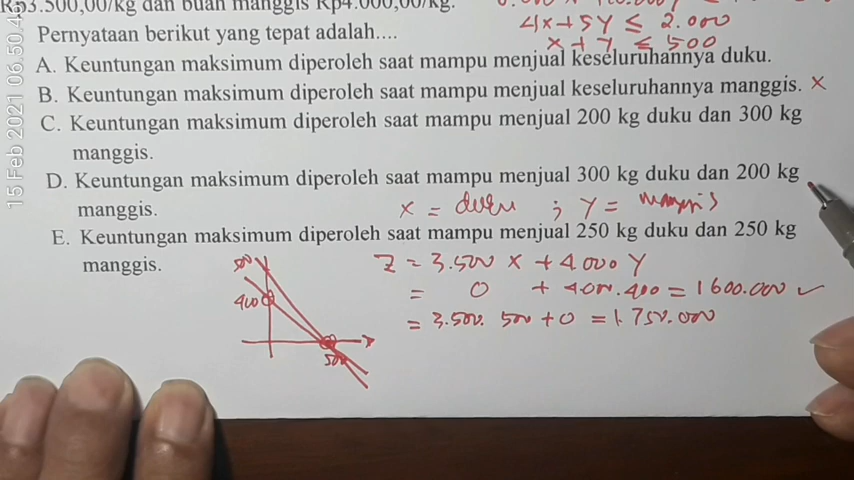 Rp3.500,00/kg dan buah manggis Rp4.000,00/kg.
4x + 5y ≤ 2.000
Pernyataan berikut yang tepat adalah....
x + y ≤ 500
A. Keuntungan maksimum diperoleh saat mampu menjual keseluruhannya duku.
B. Keuntungan maksimum diperoleh saat mampu menjual keseluruhannya manggis. ×
C. Keuntungan maksimum diperoleh saat mampu menjual 200 kg duku dan 300 kg
manggis.
D. Keuntungan maksimum diperoleh saat mampu menjual 300 kg duku dan 200 kg
manggis.
x = duku ; y = manggis
E. Keuntungan maksimum diperoleh saat mampu menjual 250 kg duku dan 250 kg
manggis.
z = 3.500 x + 4000 y
= 0 + 4000.400 = 1600.000 ✓
= 3.500. 500 + 0 = 1.750.000
500 y
400
x
500
15 Feb 2021 06.50.45